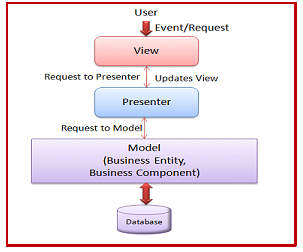 User
Event/Request
View
Request to Presenter
Updates View
Presenter
Request to Model
Model
(Business Entity,
Business Component)
Database